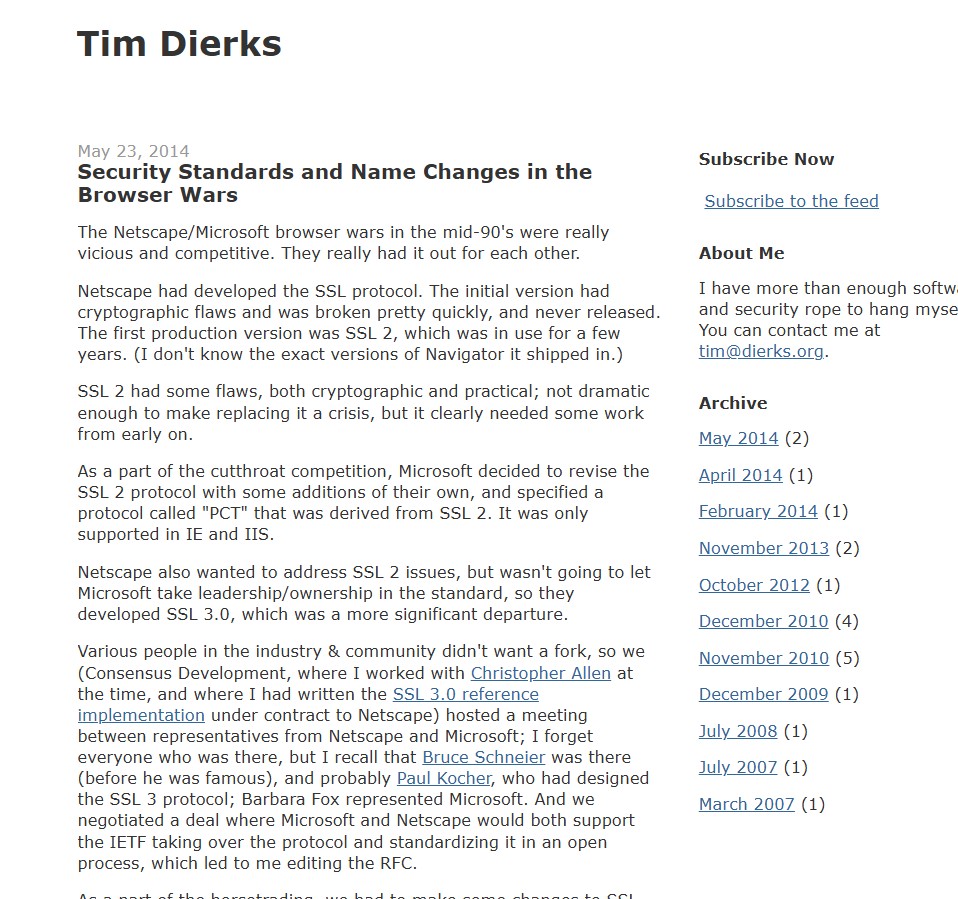 Tim Dierks
May 23, 2014
Security Standards and Name Changes in the
Browser Wars
The Netscape/Microsoft browser wars in the mid-90's were really
vicious and competitive. They really had it out for each other.
Netscape had developed the SSL protocol. The initial version had
cryptographic flaws and was broken pretty quickly, and never released.
The first production version was SSL 2, which was in use for a few
years. (I don't know the exact versions of Navigator it shipped in.)
SSL 2 had some flaws, both cryptographic and practical; not dramatic
enough to make replacing it a crisis, but it clearly needed some work
from early on.
As a part of the cutthroat competition, Microsoft decided to revise the
SSL 2 protocol with some additions of their own, and specified a
protocol called "PCT" that was derived from SSL 2. It was only
supported in IE and IIS.
Netscape also wanted to address SSL 2 issues, but wasn't going to let
Microsoft take leadership/ownership in the standard, so they
developed SSL 3.0, which was a more significant departure.
Various people in the industry & community didn't want a fork, so we
(Consensus Development, where I worked with Christopher Allen at
the time, and where I had written the SSL 3.0 reference
implementation under contract to Netscape) hosted a meeting
between representatives from Netscape and Microsoft; I forget
everyone who was there, but I recall that Bruce Schneier was there
(before he was famous), and probably Paul Kocher, who had designed
the SSL 3 protocol; Barbara Fox represented Microsoft. And we
negotiated a deal where Microsoft and Netscape would both support
the IETF taking over the protocol and standardizing it in an open
process, which led to me editing the RFC.
As a part of the horsetrading, we had to make some changes to SSL
Subscribe Now
Subscribe to the feed
About Me
I have more than enough softwa
and security rope to hang myse
You can contact me at
tim@dierks.org.
Archive
May 2014 (2)
April 2014 (1)
February 2014 (1)
November 2013 (2)
October 2012 (1)
December 2010 (4)
November 2010 (5)
December 2009 (1)
July 2008 (1)
July 2007 (1)
March 2007 (1)